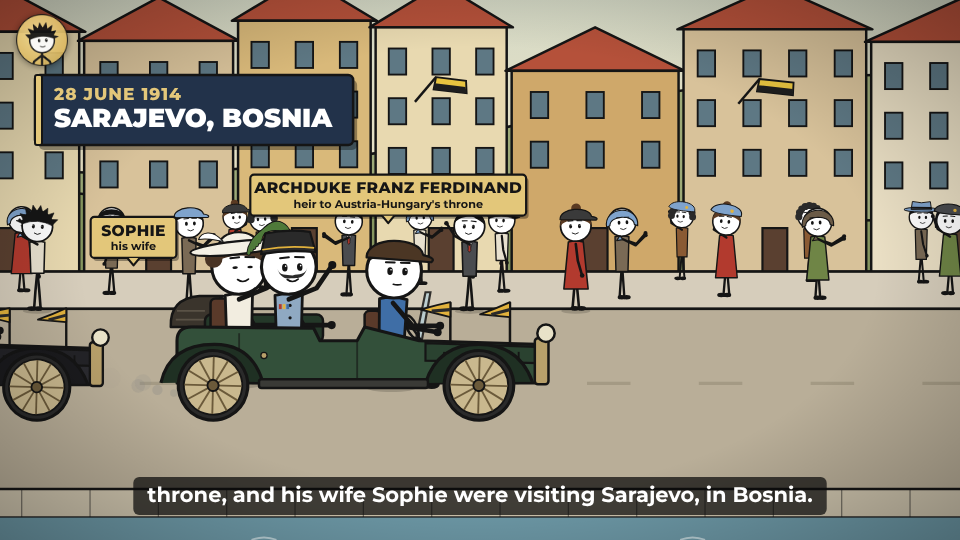 28 JUNE 1914
SARAJEVO, BOSNIA
ARCHDUKE FRANZ FERDINAND
heir to Austria-Hungary's throne
SOPHIE
his wife
throne, and his wife Sophie were visiting Sarajevo, in Bosnia.